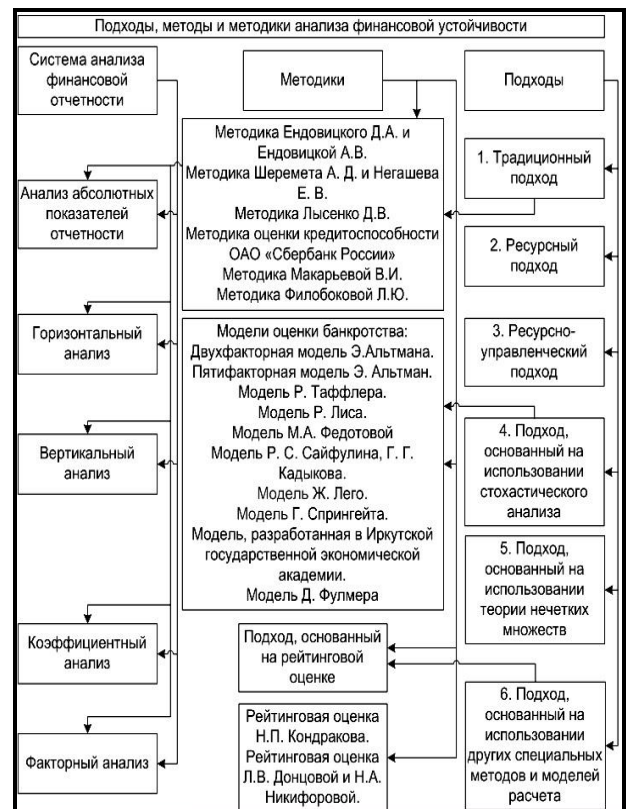 Подходы, методы и методики анализа финансовой устойчивости
Система анализа
финансовой
отчетности
Анализ абсолютных
показателей
отчетности
Горизонтальный
анализ
Вертикальный
анализ
Коэффициентный
анализ
Факторный анализ
Методики
Методика Ендовицкого Д.А. и
Ендовицкой А.В.
Методика Шеремета А. Д. и Негашева
Е. В.
Методика Лысенко Д.В.
Методика оценки кредитоспособности
ОАО «Сбербанк России»
Методика Макарьевой В.И.
Методика Филобоковой Л.Ю.
Модели оценки банкротства:
Двухфакторная модель Э.Альтмана.
Пятифакторная модель Э. Альтман.
Модель Р. Таффлера.
Модель Р. Лиса.
Модель М.А. Федотовой
Модель Р. С. Сайфулина, Г. Г.
Кадыкова.
Модель Ж. Лего.
Модель Г. Спрингейта.
Модель, разработанная в Иркутской
государственной экономической
академии.
Модель Д. Фулмера
Подход, основанный
на рейтинговой
оценке
Рейтинговая оценка
Н.П. Кондракова.
Рейтинговая оценка
Л.В. Донцовой и Н.А.
Никифоровой.
Подходы
1. Традиционный
подход
2. Ресурсный
подход
3. Ресурсно-
управленческий
подход
4. Подход,
основанный на
использовании
стохастического
анализа
5. Подход,
основанный на
использовании
теории нечетких
множеств
6. Подход,
основанный на
использовании
других специальных
методов и моделей
расчета